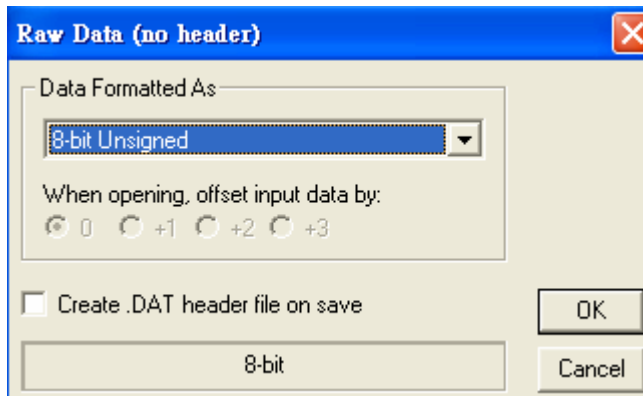 Raw Data (no header)
Data Formatted As
8-bit Unsigned
When opening, offset input data by:
0 +1 +2 +3
Create .DAT header file on save
OK
8-bit
Cancel